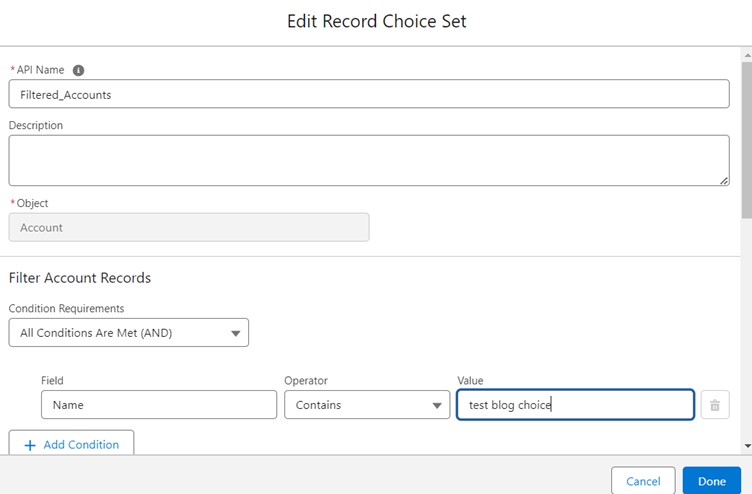 Edit Record Choice Set
* API Name
Filtered_Accounts
Description
* Object
Account
Filter Account Records
Condition Requirements
All Conditions Are Met (AND)
Field Operator Value
Name Contains test blog choice
+ Add Condition
Cancel Done